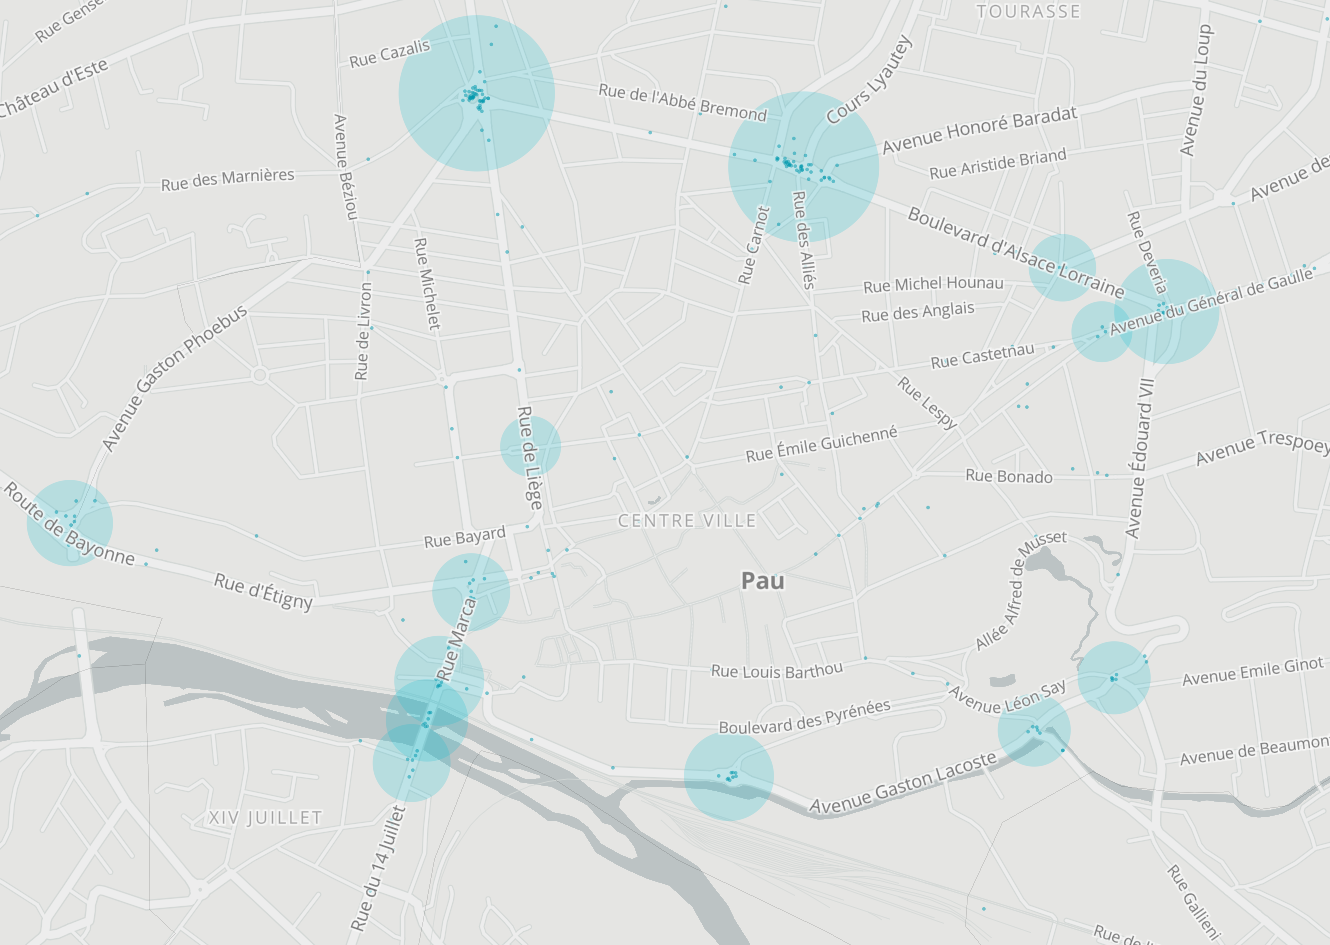 Rue Gense
TOURASSE
Rue Cazalis
Château d'Este
Cours Lyautey
Avenue du Loup
Rue de l'Abbé Bremond
Avenue Honoré Baradat
Avenue Béziou
Rue Aristide Briand
Rue des Marnières
Avenue de
Rue Carnot
Rue des Alliés
Boulevard d'Alsace Lorraine
Rue Deveria
Rue Michelet
Rue Michel Hounau
Rue de Livron
Rue des Anglais
Avenue du Général de Gaulle
Avenue Gaston Phoebus
Rue Castetnau
Rue Lespy
Avenue Édouard VII
Rue de Liège
Rue Émile Guichenné
Avenue Trespoey
Rue Bonado
Route de Bayonne
CENTRE VILLE
Rue Bayard
Pau
Rue d'Étigny
Allée Alfred de Musset
Rue Marca
Rue Louis Barthou
Avenue Emile Ginot
Avenue Léon Say
Boulevard des Pyrénées
Avenue de Beaumont
Avenue Gaston Lacoste
XIV JUILLET
Rue du 14 Juillet
Rue Gallieni
Rue de l'